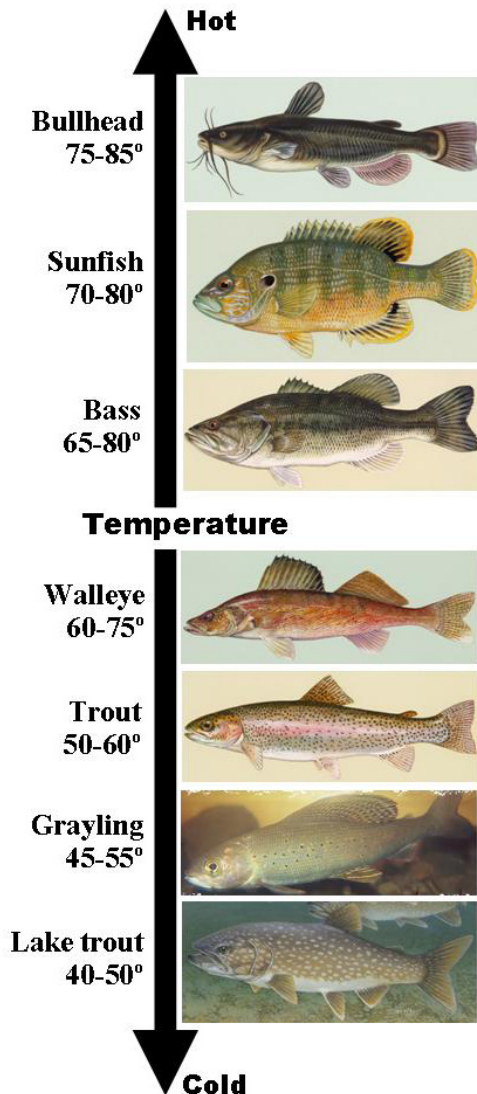 Hot
Bullhead
75-85º
Sunfish
70-80º
Bass
65-80º
Temperature
Walleye
60-75º
Trout
50-60º
Grayling
45-55º
Lake trout
40-50º
Cold